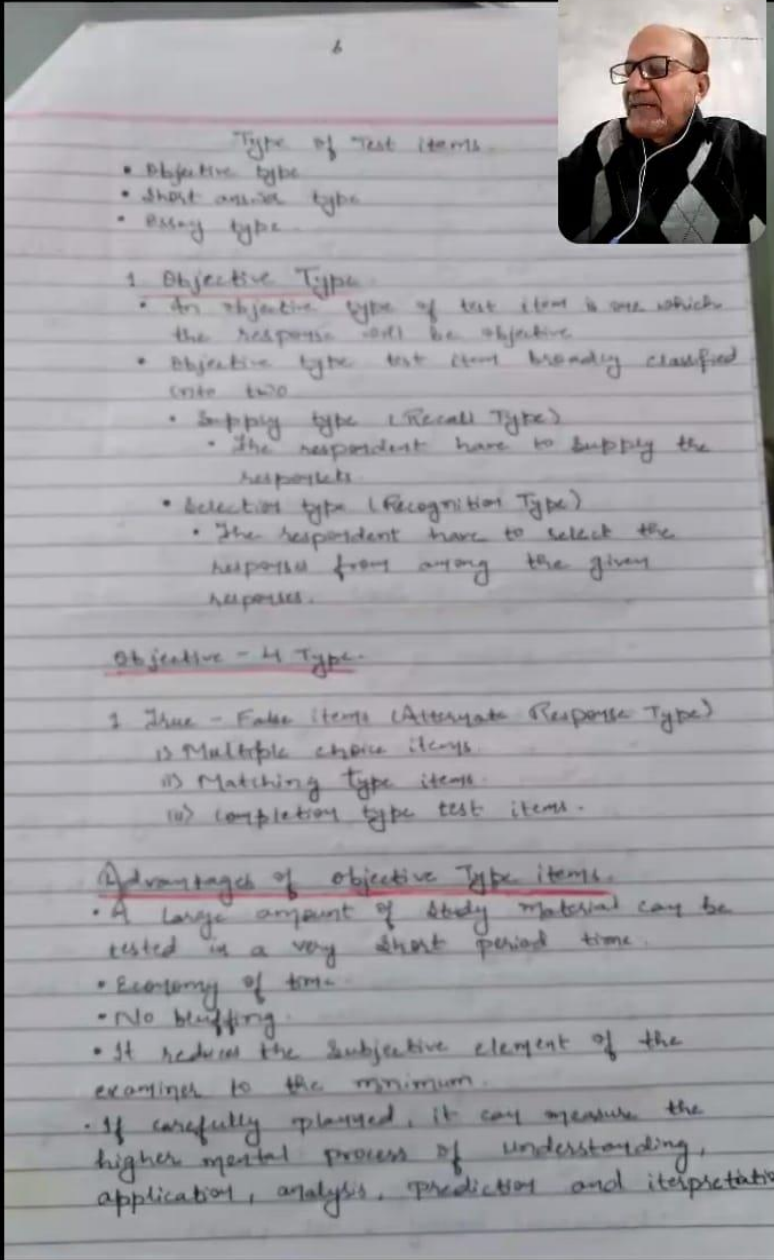 6
Type of Test items.
• Objective type
• Short answer type
• Essay type.
1 Objective Type
• An objective type of test item is one which
the response will be objective
• Objective type test item broadly classified
into two
• Supply type (Recall Type)
• The respondent have to supply the
• Selection type (Recognition Type)
• The respondent have to select the
responses from among the given
responses.
Objective - 4 Type.
1 True - False items (Alternate Response Type)
i) Multiple choice items
ii) Matching type items.
iii) Completion type test items.
Advantages of objective Type items.
• A large amount of study material can be
tested in a very short period time.
• Economy of time.
• No bluffing.
• It reduces the subjective element of the
examiner to the mnimum.
• If carefully planned, it can measure the
higher mental process of understanding,
application, analysis, prediction and iterpretatio